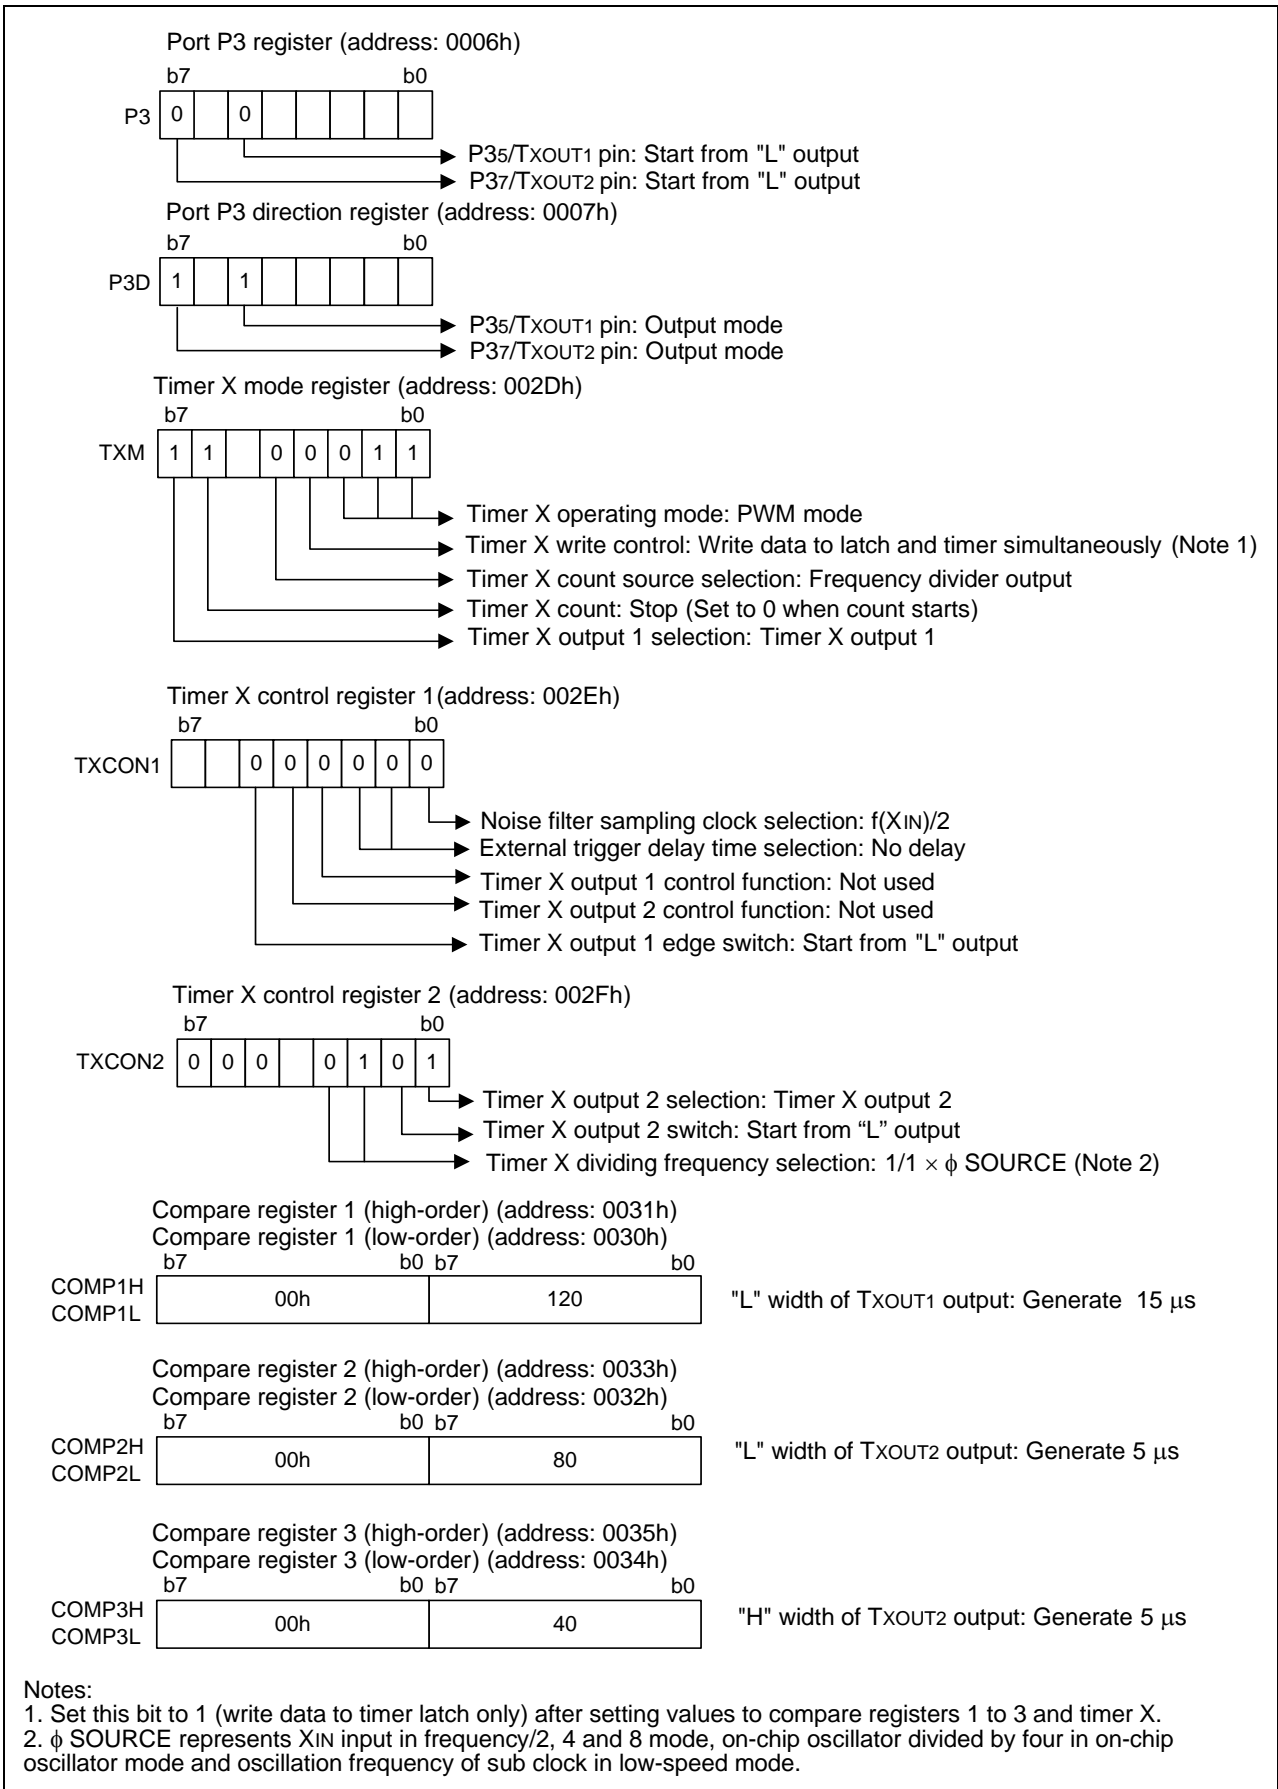 Port P3 register (address: 0006h)
b7 b0
P3 0 0
P35/TXOUT1 pin: Start from "L" output
P37/TXOUT2 pin: Start from "L" output
Port P3 direction register (address: 0007h)
b7 b0
P3D 1 1
P35/TXOUT1 pin: Output mode
P37/TXOUT2 pin: Output mode
Timer X mode register (address: 002Dh)
b7 b0
TXM 1 1 0 0 0 1 1
Timer X operating mode: PWM mode
Timer X write control: Write data to latch and timer simultaneously (Note 1)
Timer X count source selection: Frequency divider output
Timer X count: Stop (Set to 0 when count starts)
Timer X output 1 selection: Timer X output 1
Timer X control register 1(address: 002Eh)
b7 b0
TXCON1 0 0 0 0 0 0
Noise filter sampling clock selection: f(XIN)/2
External trigger delay time selection: No delay
Timer X output 1 control function: Not used
Timer X output 2 control function: Not used
Timer X output 1 edge switch: Start from "L" output
Timer X control register 2 (address: 002Fh)
b7 b0
TXCON2 0 0 0 0 1 0 1
Timer X output 2 selection: Timer X output 2
Timer X output 2 switch: Start from “L” output
Timer X dividing frequency selection: 1/1 × ϕ SOURCE (Note 2)
Compare register 1 (high-order) (address: 0031h)
Compare register 1 (low-order) (address: 0030h)
b7 b0 b7 b0
COMP1H
COMP1L
00h 120 "L" width of TXOUT1 output: Generate 15 μs
Compare register 2 (high-order) (address: 0033h)
Compare register 2 (low-order) (address: 0032h)
b7 b0 b7 b0
COMP2H
COMP2L
00h 80 "L" width of TXOUT2 output: Generate 5 μs
Compare register 3 (high-order) (address: 0035h)
Compare register 3 (low-order) (address: 0034h)
b7 b0 b7 b0
COMP3H
COMP3L
00h 40 "H" width of TXOUT2 output: Generate 5 μs
Notes:
1. Set this bit to 1 (write data to timer latch only) after setting values to compare registers 1 to 3 and timer X.
2. ϕ SOURCE represents XIN input in frequency/2, 4 and 8 mode, on-chip oscillator divided by four in on-chip
oscillator mode and oscillation frequency of sub clock in low-speed mode.